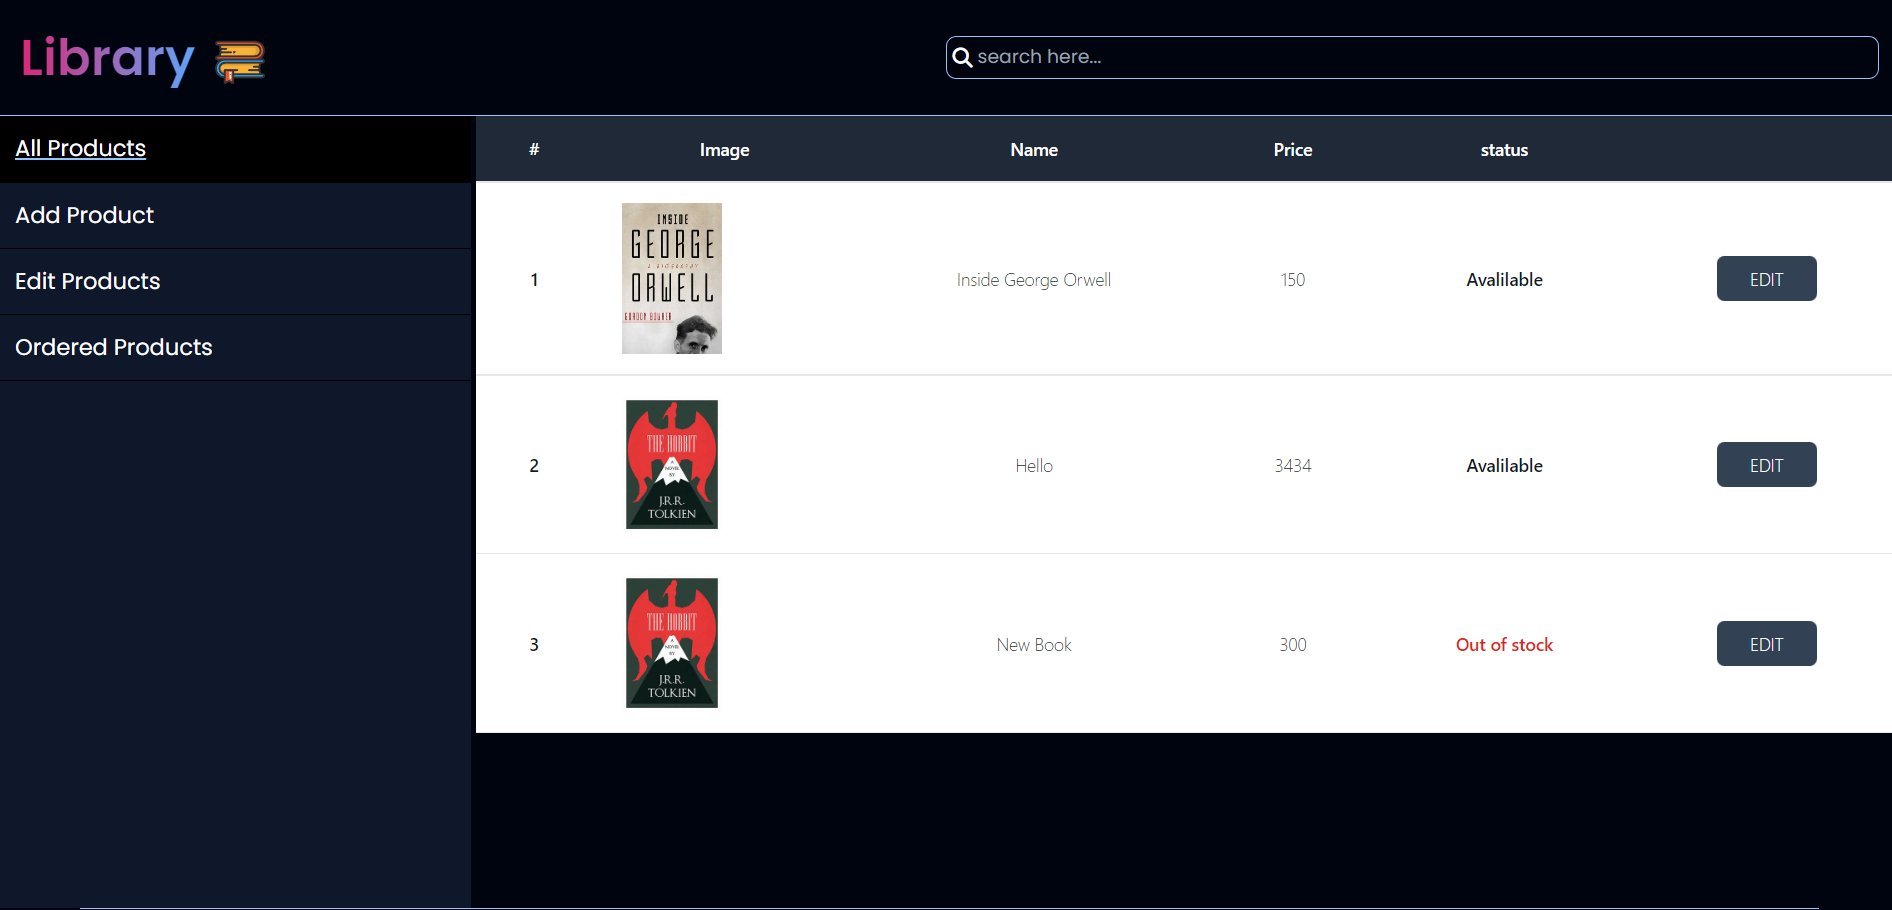 Library
search here...
All Products
Add Product
Edit Products
Ordered Products
# Image Name Price status
INSIDE
GEORGE
A BIOGRAPHY
ORWELL
GORDON BOWKER
1 Inside George Orwell 150 Avalilable EDIT
THE HOBBIT
A
NOVEL
BY
J.R.R.
TOLKIEN
2 Hello 3434 Avalilable EDIT
THE HOBBIT
A
NOVEL
BY
J.R.R.
TOLKIEN
3 New Book 300 Out of stock EDIT